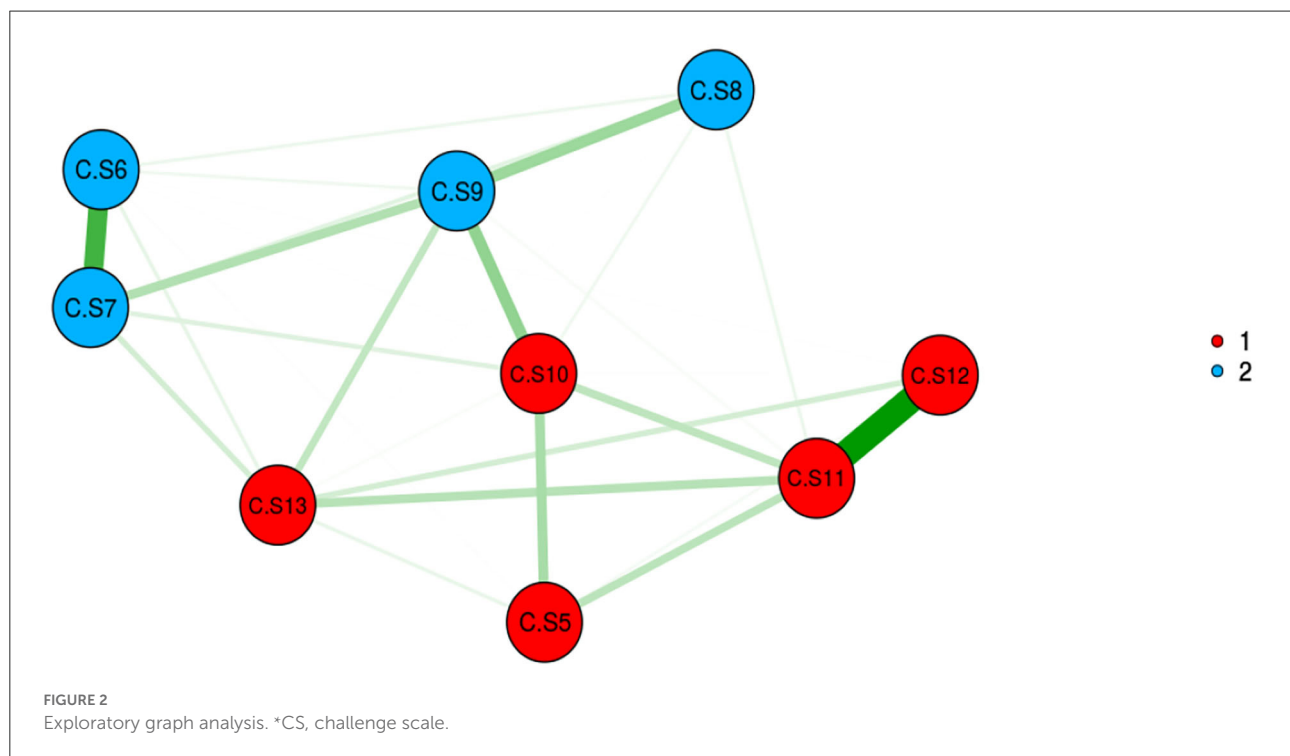 C.S8
C.S6
C.S9
C.S7
1
2
C.S10
C.S12
C.S11
C.S13
C.S5
FIGURE 2
Exploratory graph analysis. *CS, challenge scale.